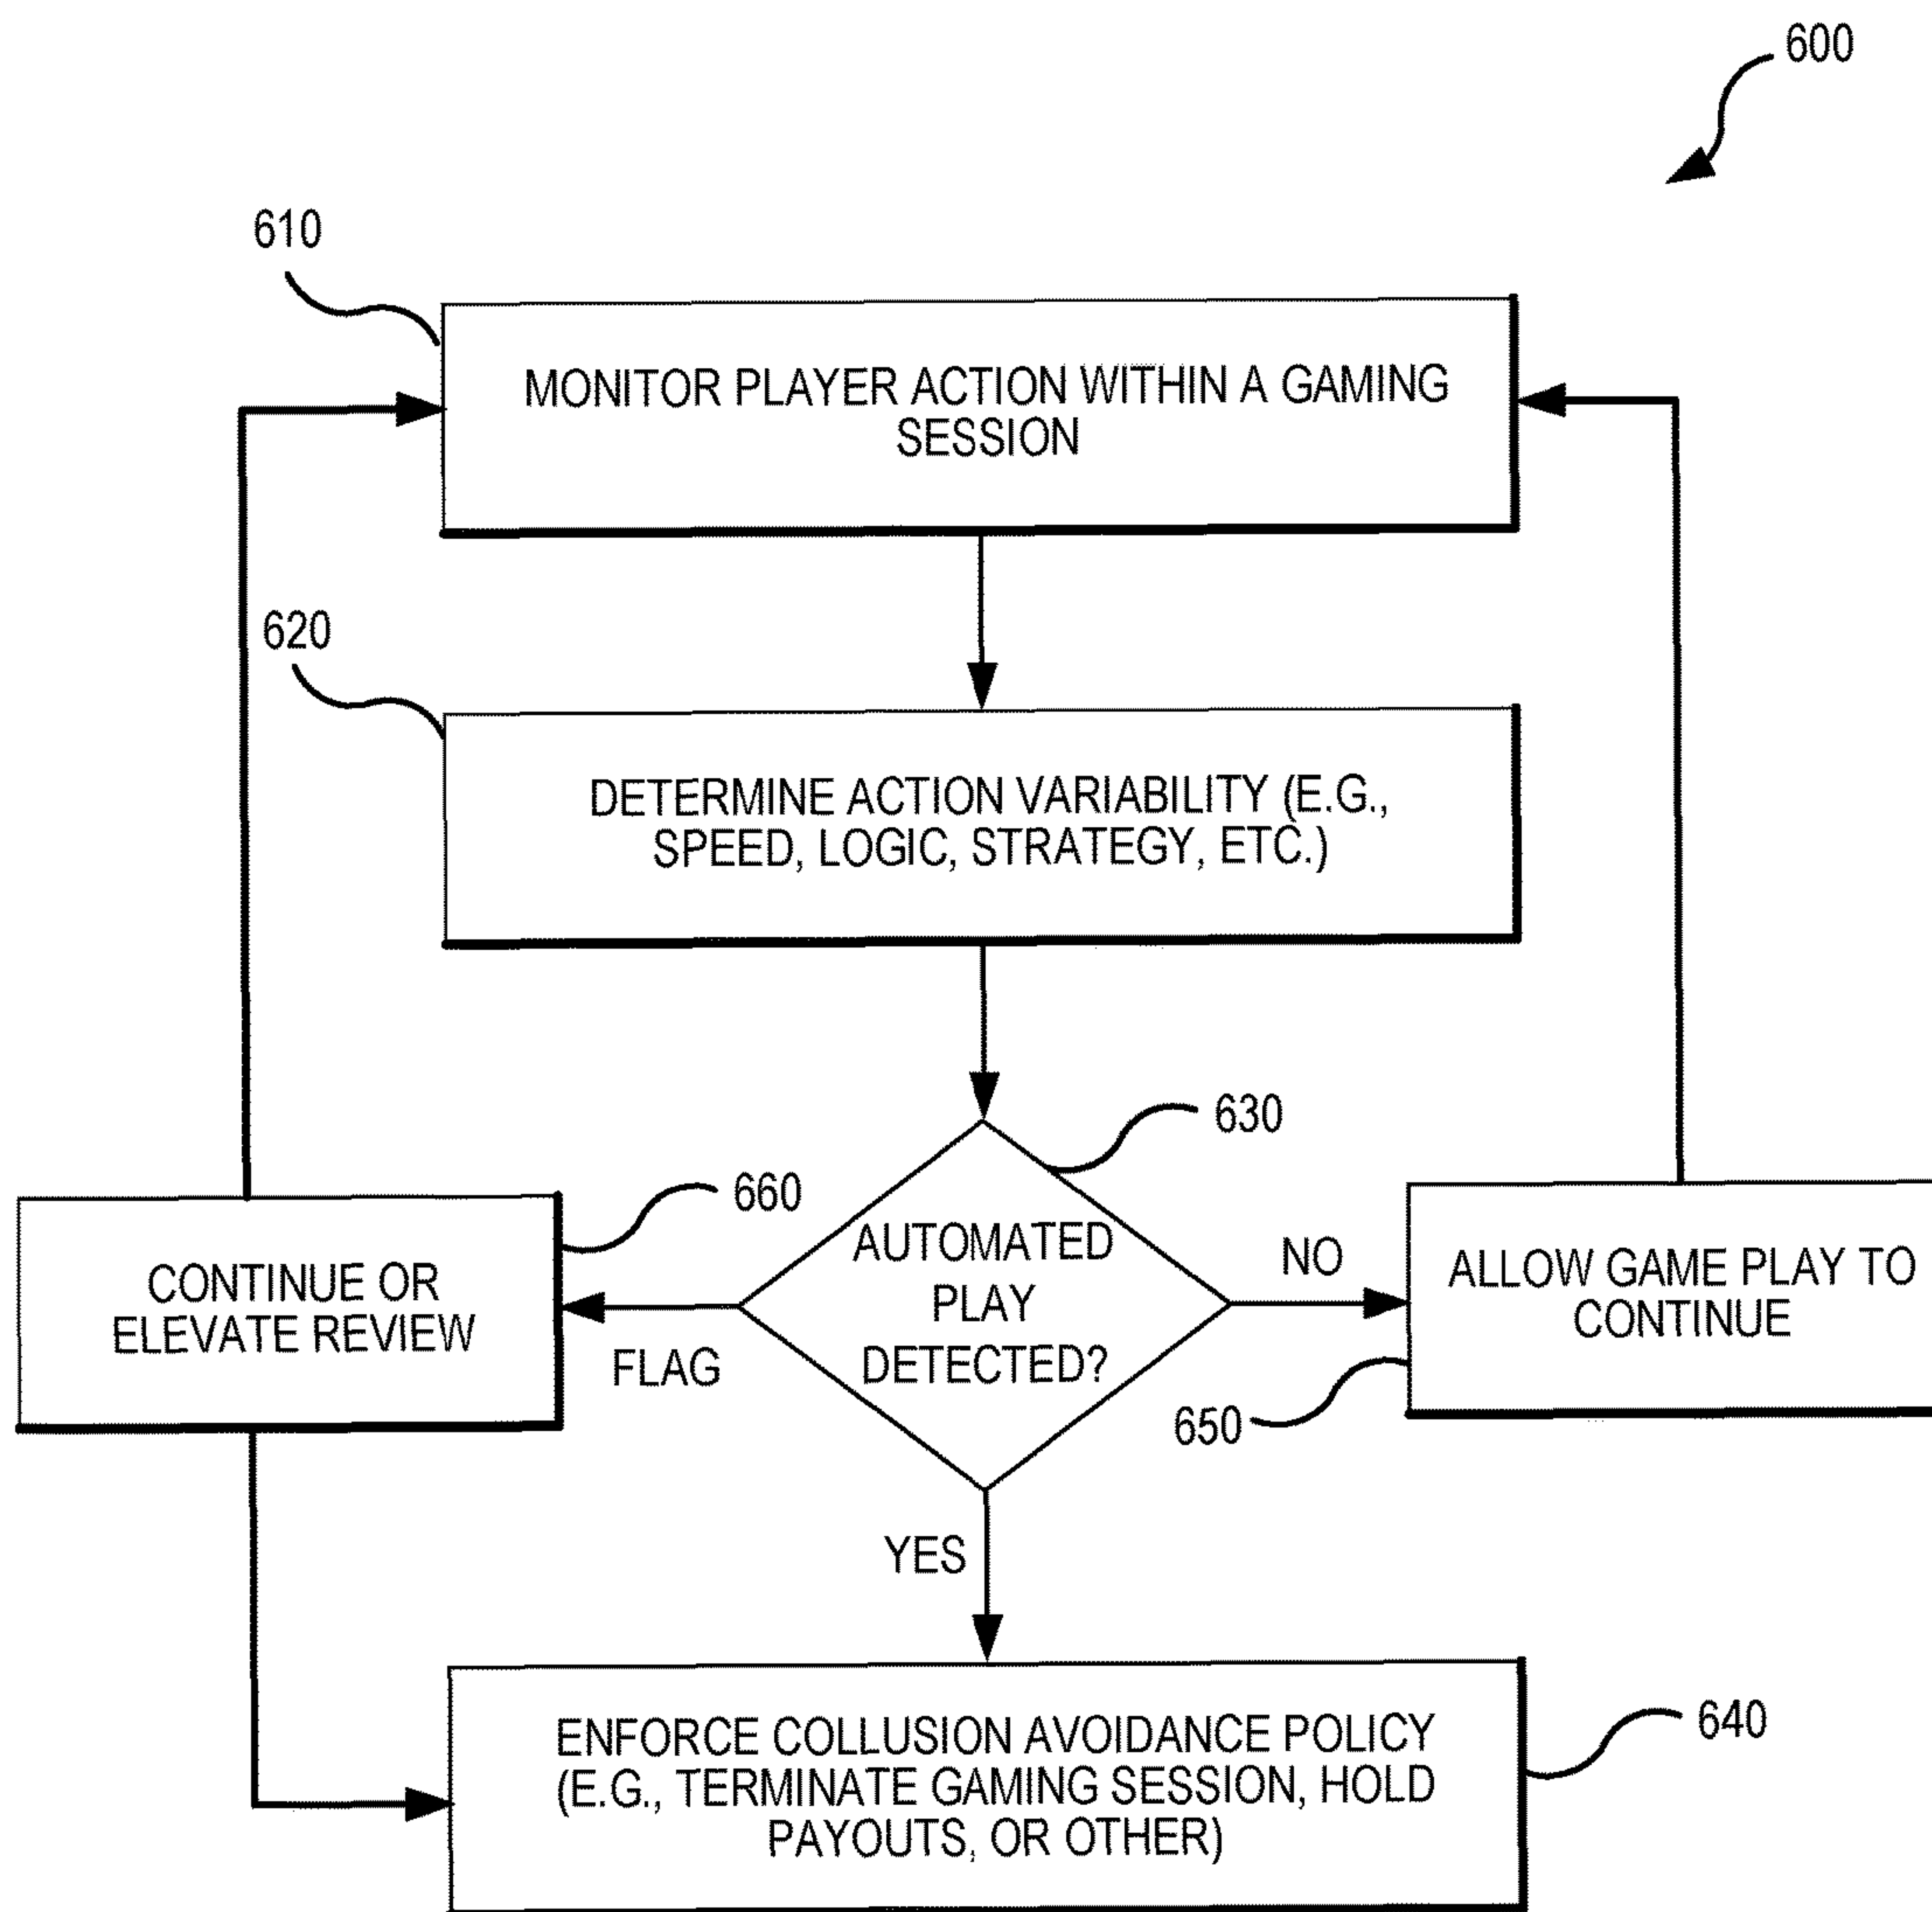 600
610
MONITOR PLAYER ACTION WITHIN A GAMING
SESSION
620
DETERMINE ACTION VARIABILITY (E.G.,
SPEED, LOGIC, STRATEGY, ETC.)
630
660
AUTOMATED
PLAY
DETECTED?
CONTINUE OR
ELEVATE REVIEW
FLAG
NO
ALLOW GAME PLAY TO
CONTINUE
650
YES
ENFORCE COLLUSION AVOIDANCE POLICY
(E.G., TERMINATE GAMING SESSION, HOLD
PAYOUTS, OR OTHER)
640